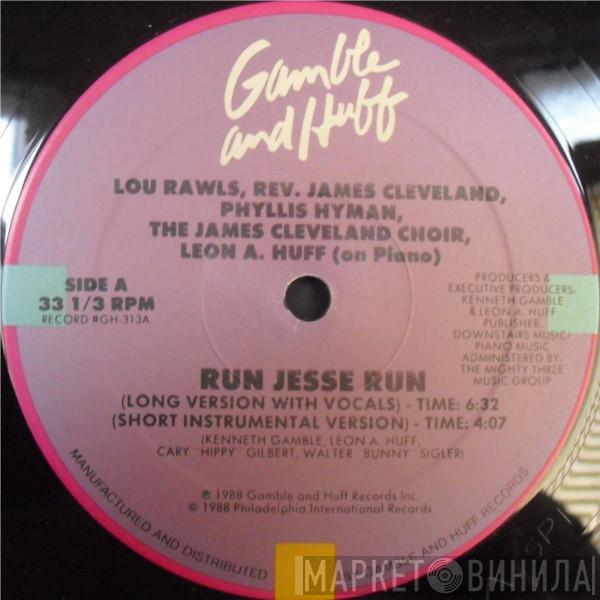 Gamble
and Huff
LOU RAWLS, REV. JAMES CLEVELAND,
PHYLLIS HYMAN,
THE JAMES CLEVELAND CHOIR,
LEON A. HUFF (on Piano)
SIDE A
33 1/3 RPM
RECORD #GH-313A
PRODUCERS &
EXECUTIVE PRODUCERS:
KENNETH GAMBLE
& LEON A. HUFF
PUBLISHER,
DOWNSTAIRS MUSIC/
PIANO MUSIC
ADMINISTERED BY:
THE MIGHTY THREE
MUSIC GROUP
RUN JESSE RUN
(LONG VERSION WITH VOCALS) - TIME: 6:32
(SHORT INSTRUMENTAL VERSION) - TIME: 4:07
(KENNETH GAMBLE, LEON A. HUFF,
CARY "HIPPY" GILBERT, WALTER "BUNNY" SIGLER)
℗ 1988 Gamble and Huff Records Inc.
© 1988 Philadelphia International Records
MANUFACTURED AND DISTRIBUTED BY GAMBLE AND HUFF RECORDS
МАРКЕТ ВИНИЛА